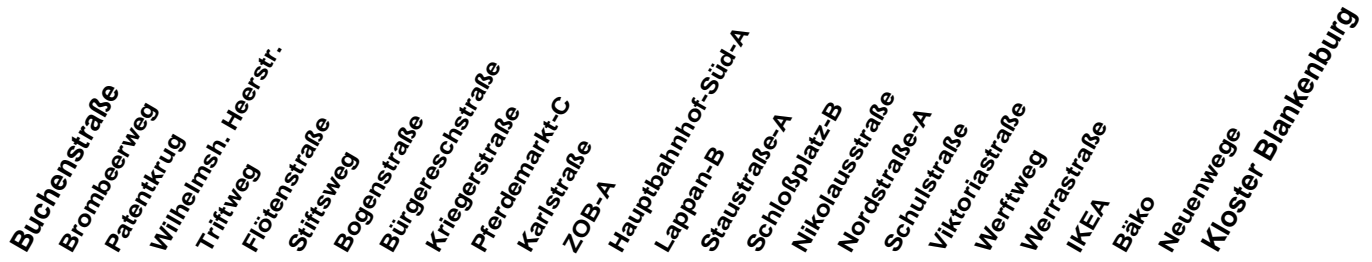 Buchenstraße
Brombeerweg
Patentkrug
Wilhelmsh. Heerstr.
Triftweg
Flötenstraße
Stiftsweg
Bogenstraße
Bürgereschstraße
Kriegerstraße
Pferdemarkt-C
Karlstraße
ZOB-A
Hauptbahnhof-Süd-A
Lappan-B
Staustraße-A
Schloßplatz-B
Nikolausstraße
Nordstraße-A
Schulstraße
Viktoriastraße
Werftweg
Werrastraße
IKEA
Bäko
Neuenwege
Kloster Blankenburg